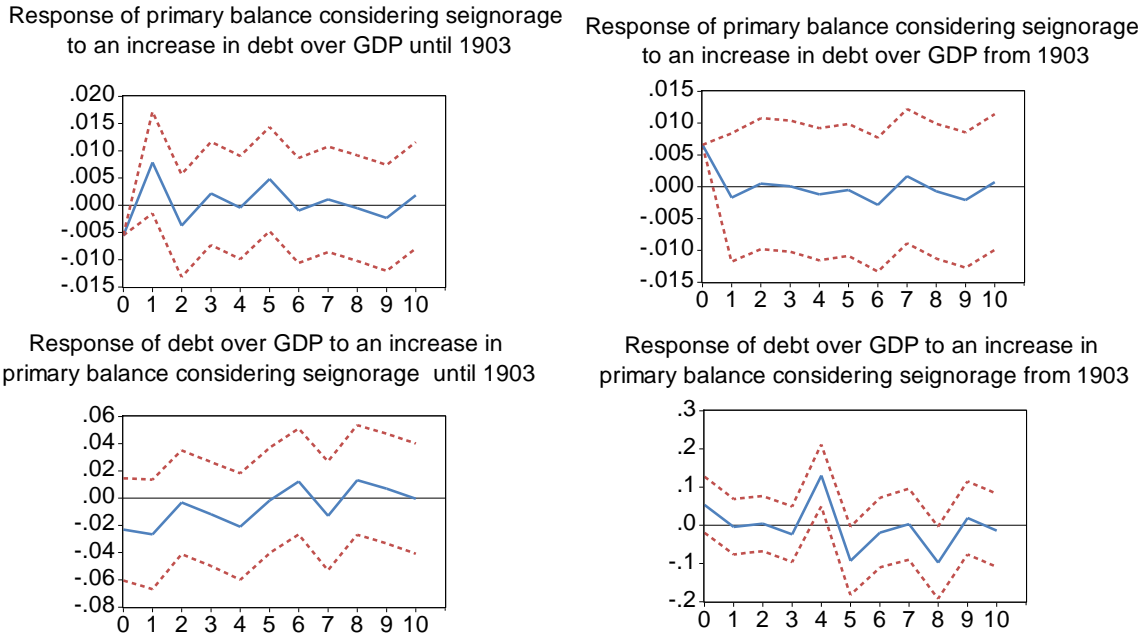 Response of primary balance considering seignorage
to an increase in debt over GDP until 1903
.020
.015
.010
.005
.000
-.005
-.010
-.015
0 1 2 3 4 5 6 7 8 9 10
Response of primary balance considering seignorage
to an increase in debt over GDP from 1903
.015
.010
.005
.000
-.005
-.010
-.015
0 1 2 3 4 5 6 7 8 9 10
Response of debt over GDP to an increase in
primary balance considering seignorage until 1903
.06
.04
.02
.00
-.02
-.04
-.06
-.08
0 1 2 3 4 5 6 7 8 9 10
Response of debt over GDP to an increase in
primary balance considering seignorage from 1903
.3
.2
.1
.0
-.1
-.2
0 1 2 3 4 5 6 7 8 9 10